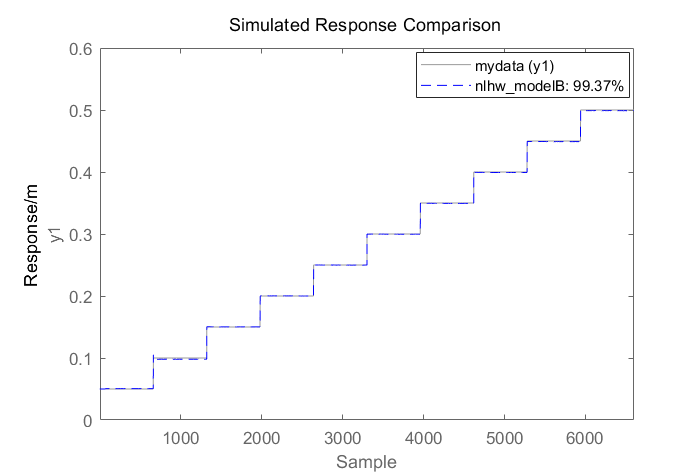 Simulated Response Comparison
mydata (y1)
nlhw_modelB: 99.37%
Response/m
y1
0.6
0.5
0.4
0.3
0.2
0.1
0
1000 2000 3000 4000 5000 6000
Sample